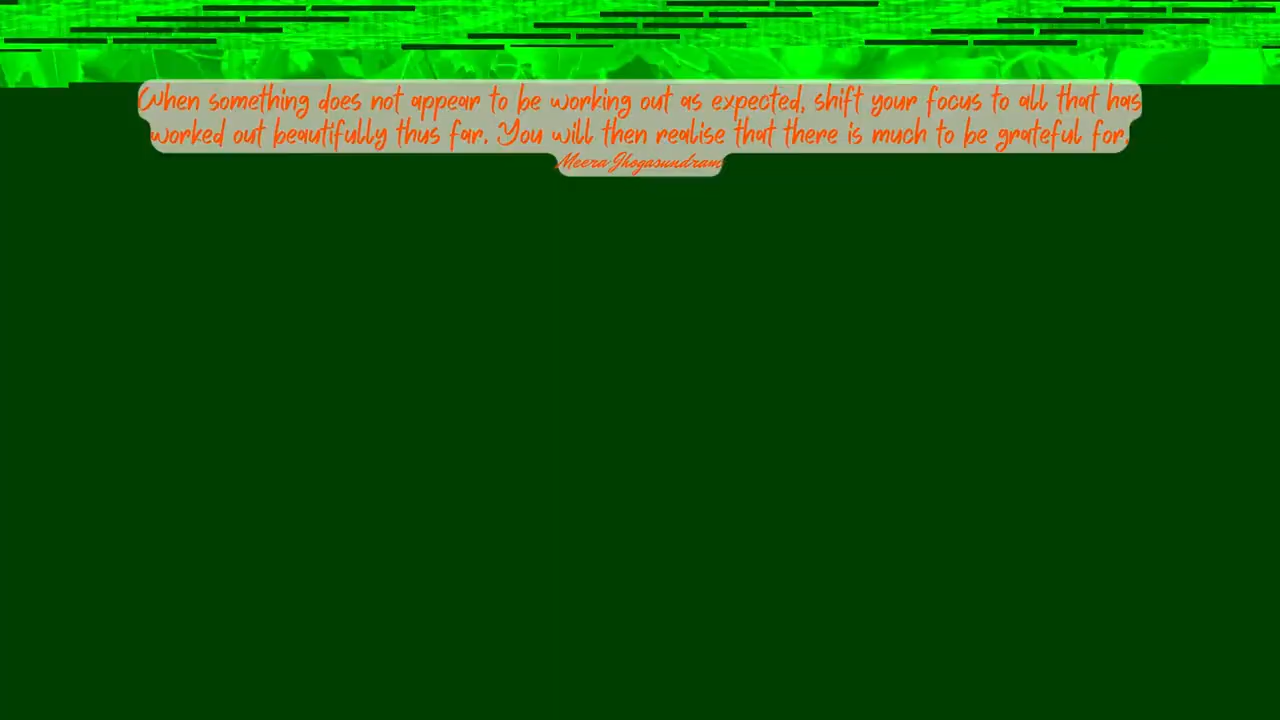 When something does not appear to be working out as expected, shift your focus to all that has
worked out beautifully thus far. You will then realise that there is much to be grateful for.
Meera Jhogasundram